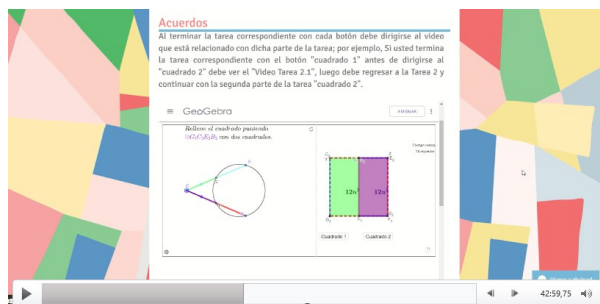 Acuerdos
Al terminar la tarea correspondiente con cada botón debe dirigirse al video
que está relacionado con dicha parte de la tarea; por ejemplo, Si usted termina
la tarea correspondiente con el botón "cuadrado 1" antes de dirigirse al
"cuadrado 2" debe ver el "Video Tarea 2.1", luego debe regresar a la Tarea 2 y
continuar con la segunda parte de la tarea "cuadrado 2".
GeoGebra
Rellene el cuadrado punteado
con dos cuadrados.
12u²
12u²
Cuadrado 1
Cuadrado 2
42:59,75